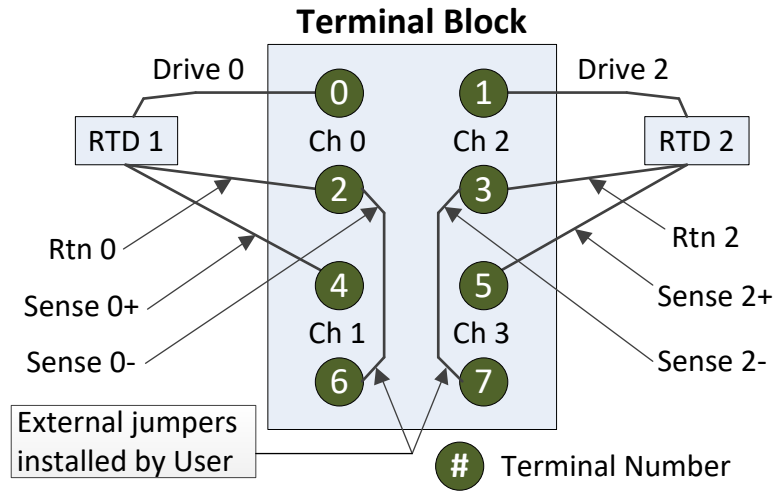 Terminal Block
Drive 0
Drive 2
0
1
RTD 1
Ch 0
Ch 2
RTD 2
2
3
Rtn 0
Rtn 2
4
5
Sense 0+
Sense 2+
Ch 1
Ch 3
Sense 0-
Sense 2-
6
7
External jumpers
installed by User
# Terminal Number